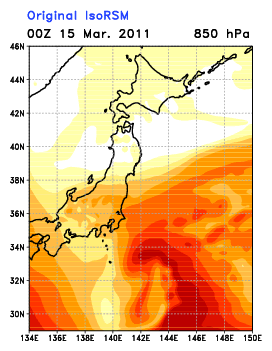 Original IsoRSM
00Z 15 Mar. 2011 850 hPa
46N
44N
42N
40N
38N
36N
34N
32N
30N
134E 136E 138E 140E 142E 144E 146E 148E 150E